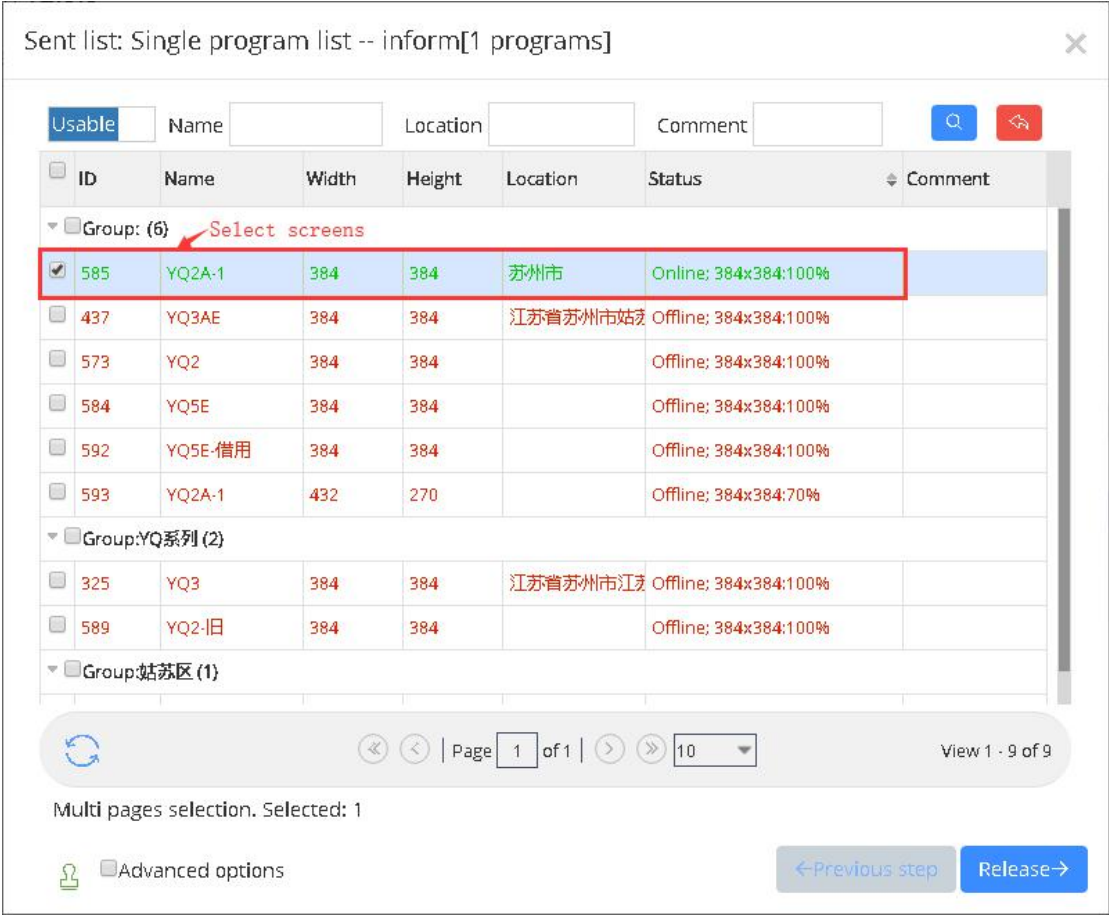 Sent list: Single program list -- inform[1 programs]
Usable Name Location Comment
ID Name Width Height Location Status Comment
Group: (6) Select screens
585 YQ2A-1 384 384 苏州市 Online; 384x384:100%
437 YQ3AE 384 384 江苏省苏州市姑苏 Offline; 384x384:100%
573 YQ2 384 384 Offline; 384x384:100%
584 YQ5E 384 384 Offline; 384x384:100%
592 YQ5E-借用 384 384 Offline; 384x384:100%
593 YQ2A-1 432 270 Offline; 384x384:70%
Group:YQ系列 (2)
325 YQ3 384 384 江苏省苏州市江苏 Offline; 384x384:100%
589 YQ2-旧 384 384 Offline; 384x384:100%
Group:姑苏区 (1)
Page 1 of 1 10 View 1 - 9 of 9
Multi pages selection. Selected: 1
Advanced options ←Previous step Release→